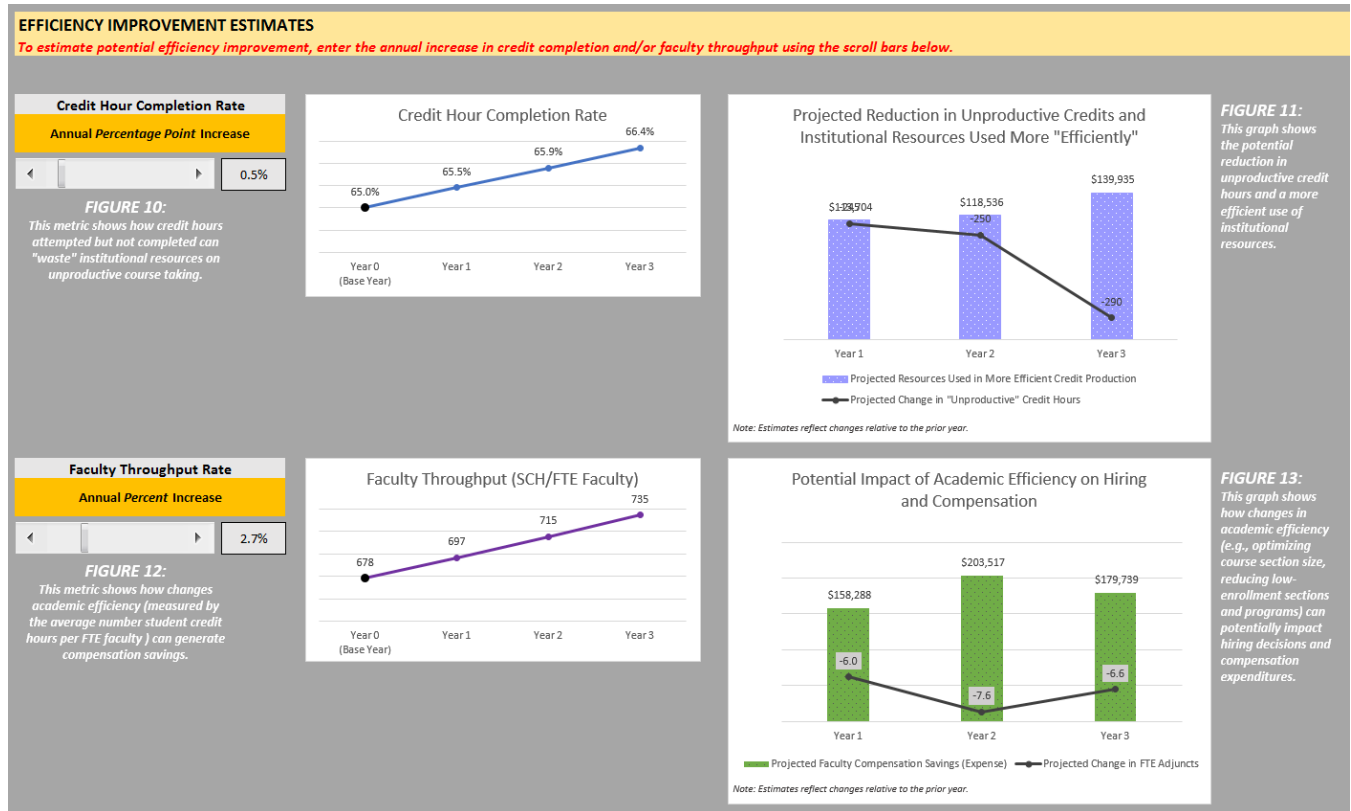 EFFICIENCY IMPROVEMENT ESTIMATES
To estimate potential efficiency improvement, enter the annual increase in credit completion and/or faculty throughput using the scroll bars below.
Credit Hour Completion Rate
Annual Percentage Point Increase
0.5%
FIGURE 10:
This metric shows how credit hours
attempted but not completed can
"waste" institutional resources on
unproductive course taking.
Credit Hour Completion Rate
66.4%
65.9%
65.5%
65.0%
Year 0 Year 1 Year 2 Year 3
(Base Year)
Projected Reduction in Unproductive Credits and
Institutional Resources Used More "Efficiently"
$139,935
$118,536
-250
-290
Year 1 Year 2 Year 3
Projected Resources Used in More Efficient Credit Production
Projected Change in "Unproductive" Credit Hours
Note: Estimates reflect changes relative to the prior year.
FIGURE 11:
This graph shows
the potential
reduction in
unproductive credit
hours and a more
efficient use of
institutional
resources.
Faculty Throughput Rate
Annual Percent Increase
2.7%
FIGURE 12:
This metric shows how changes
academic efficiency (measured by
the average number student credit
hours per FTE faculty ) can generate
compensation savings.
Faculty Throughput (SCH/FTE Faculty)
735
715
697
678
Year 0 Year 1 Year 2 Year 3
(Base Year)
Potential Impact of Academic Efficiency on Hiring
and Compensation
$203,517
$179,739
$158,288
-6.0
-6.6
-7.6
Year 1 Year 2 Year 3
Projected Faculty Compensation Savings (Expense) Projected Change in FTE Adjuncts
Note: Estimates reflect changes relative to the prior year.
FIGURE 13:
This graph shows
how changes in
academic efficiency
(e.g., optimizing
course section size,
reducing low-
enrollment sections
and programs) can
potentially impact
hiring decisions and
compensation
expenditures.